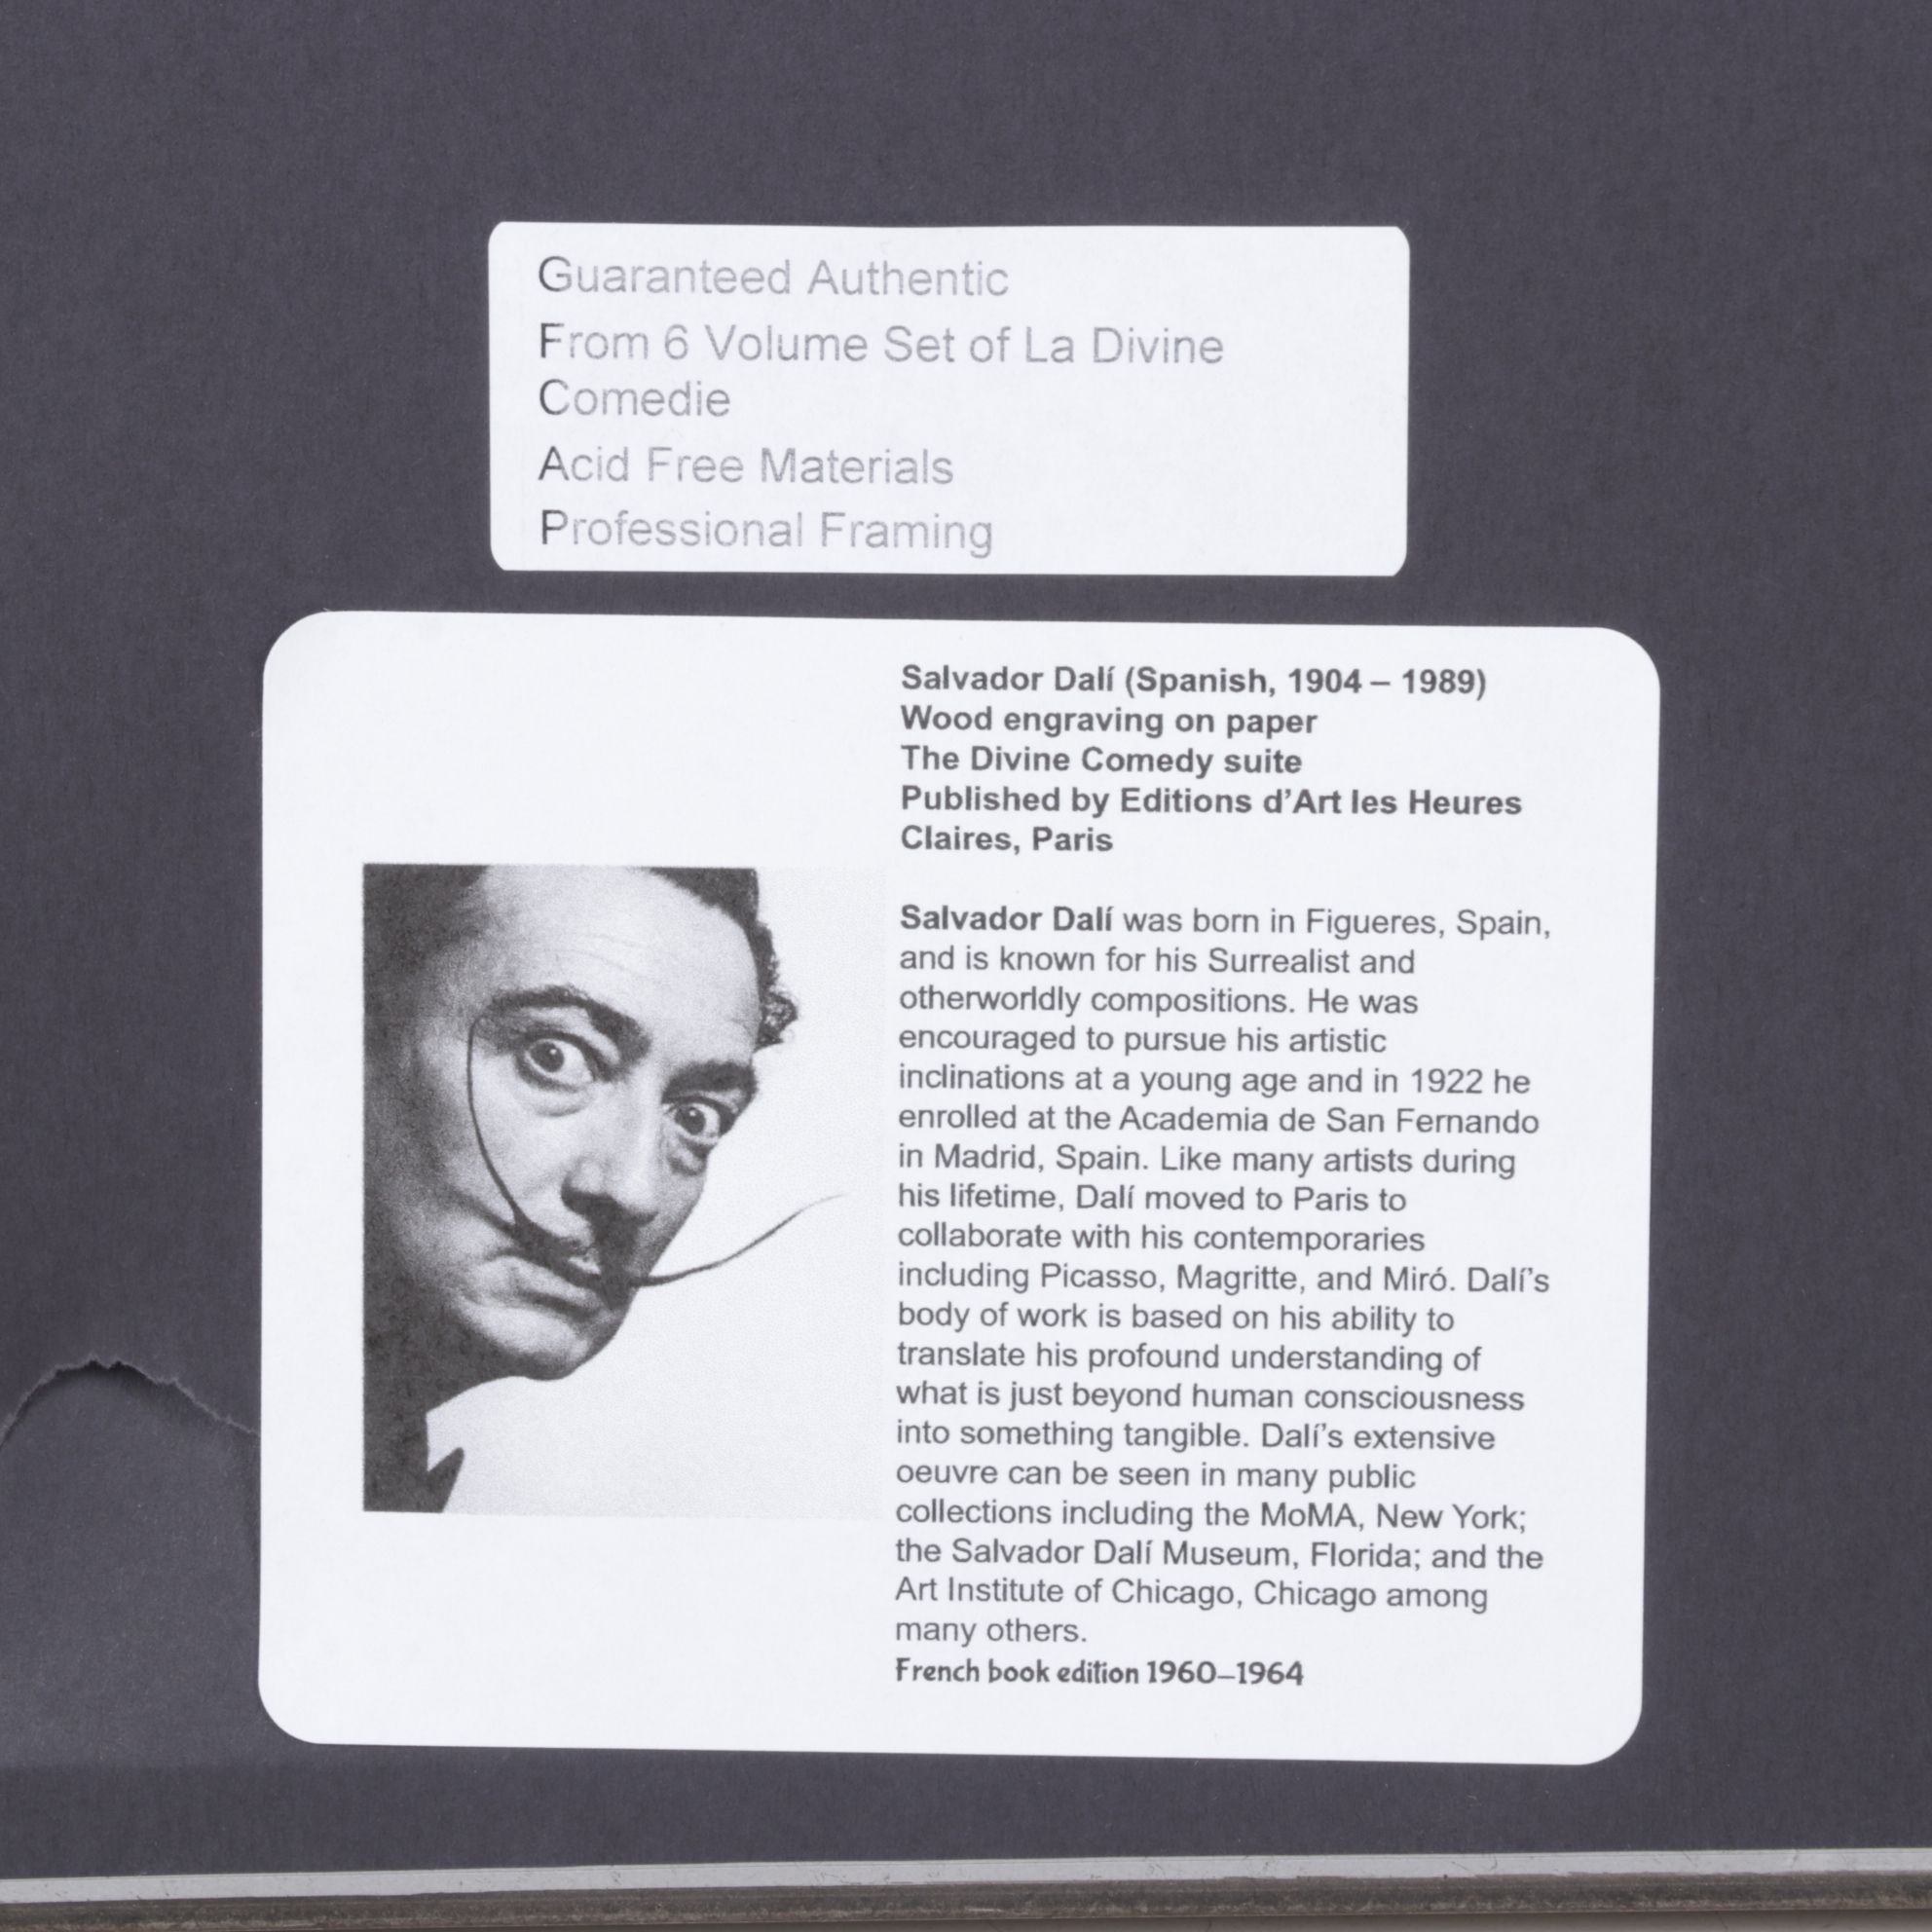 Guaranteed Authentic
From 6 Volume Set of La Divine
Comedie
Acid Free Materials
Professional Framing
Salvador Dalí (Spanish, 1904 – 1989)
Wood engraving on paper
The Divine Comedy suite
Published by Editions d’Art les Heures
Claires, Paris
Salvador Dalí was born in Figueres, Spain,
and is known for his Surrealist and
otherworldly compositions. He was
encouraged to pursue his artistic
inclinations at a young age and in 1922 he
enrolled at the Academia de San Fernando
in Madrid, Spain. Like many artists during
his lifetime, Dalí moved to Paris to
collaborate with his contemporaries
including Picasso, Magritte, and Miró. Dalí’s
body of work is based on his ability to
translate his profound understanding of
what is just beyond human consciousness
into something tangible. Dalí’s extensive
oeuvre can be seen in many public
collections including the MoMA, New York;
the Salvador Dalí Museum, Florida; and the
Art Institute of Chicago, Chicago among
many others.
French book edition 1960–1964